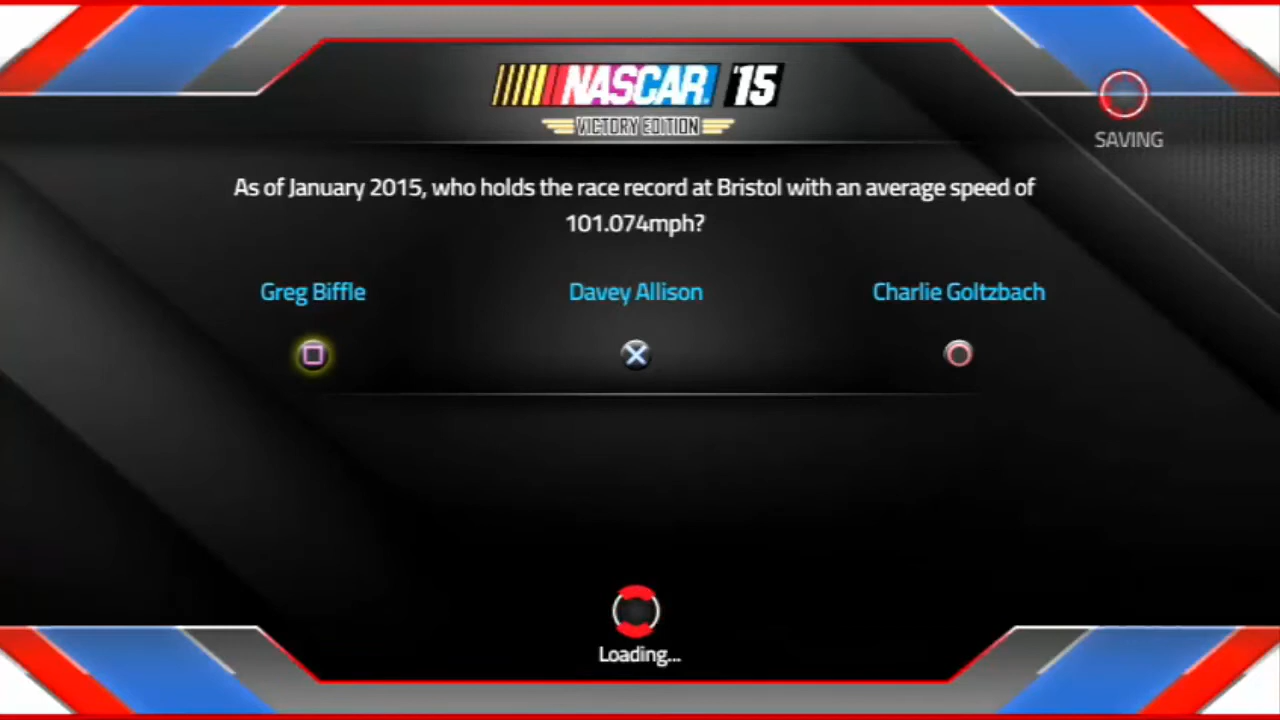 NASCAR '15
VICTORY EDITION
SAVING
As of January 2015, who holds the race record at Bristol with an average speed of
101.074mph?
Greg Biffle
Davey Allison
Charlie Goltzbach
Loading...